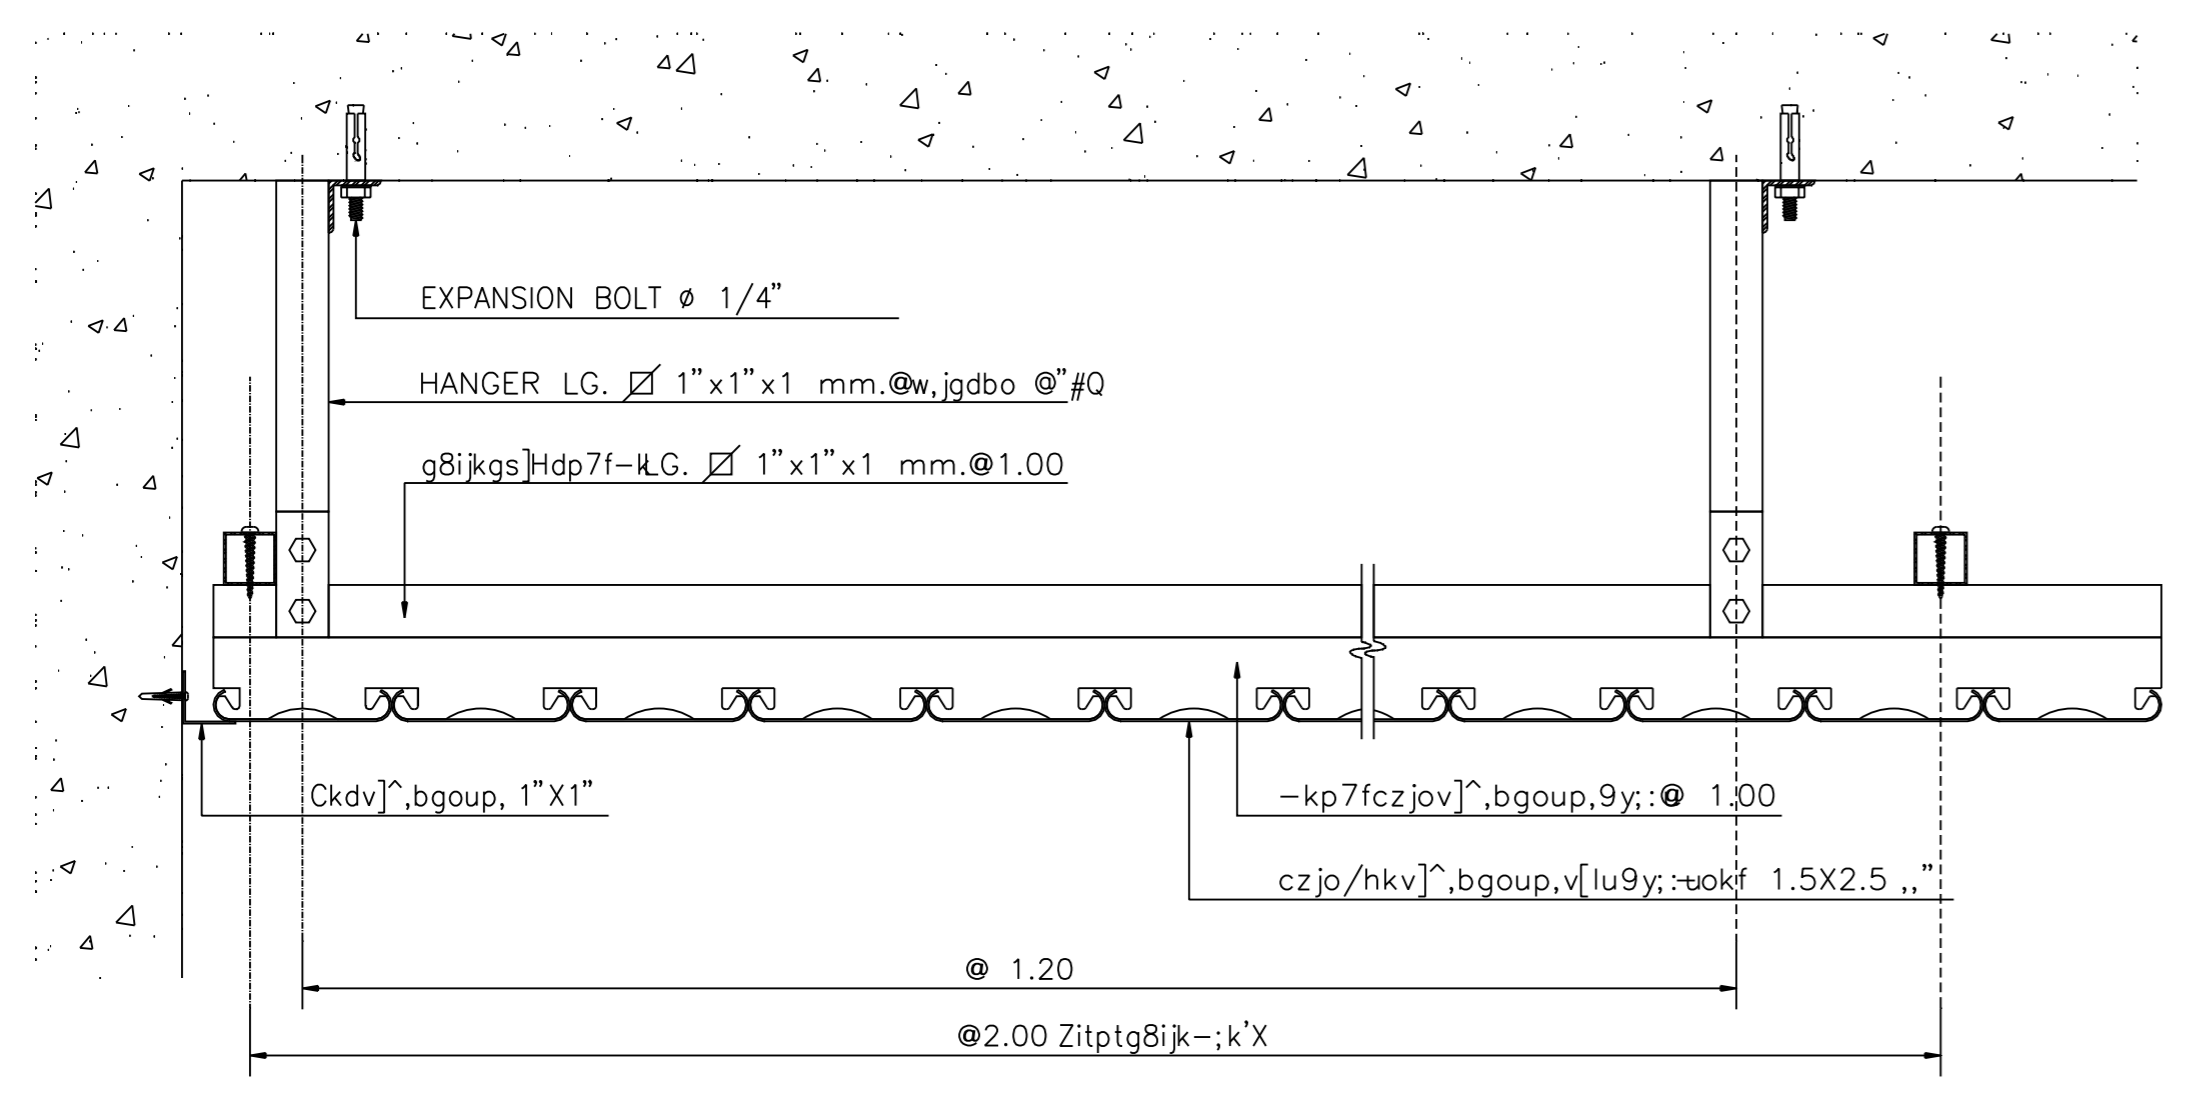 EXPANSION BOLT ø 1/4”
HANGER LG. 1”x1”x1 mm.@w,jgdbo @”#Q
g8ijkgs]Hdp7f-kLG. 1”x1”x1 mm.@1.00
Ckdv]^,bgoup, 1”X1”
-kp7fczjov]^,bgoup,9y;:@ 1.00
czjo/hkv]^,bgoup,v[lu9y;:-uokf 1.5X2.5 ,,”
@ 1.20
@2.00 Zitptg8ijk-;k’X